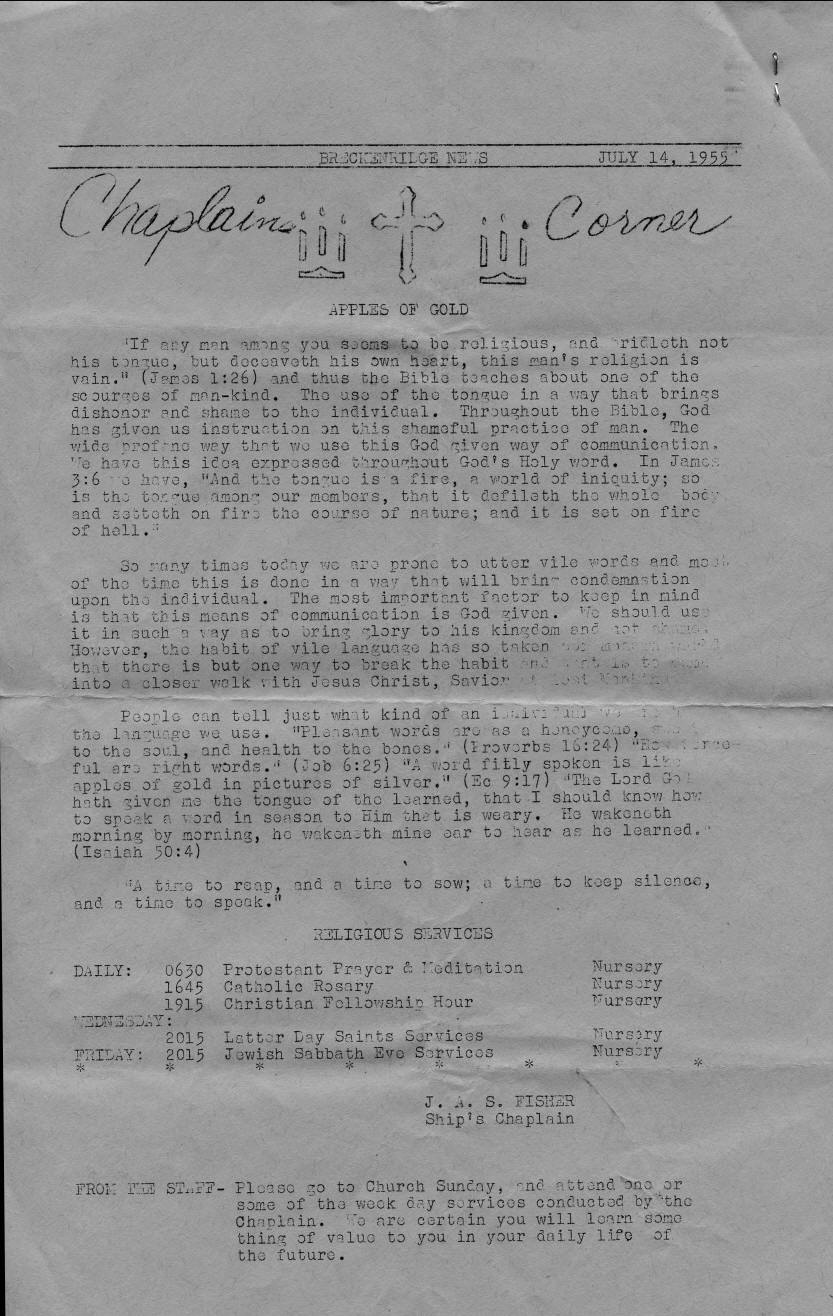 BRECKENRIDGE NEWS JULY 14, 1955
Chaplains Corner
APPLES OF GOLD
"If any man among you seems to be religious, and bridleth not
his tongue, but deceaveth his own heart, this man's religion is
vain." (James 1:26) and thus the Bible teaches about one of the
scourges of man-kind. The use of the tongue in a way that brings
dishonor and shame to the individual. Throughout the Bible, God
has given us instruction on this shameful practice of man. The
wide profane way that we use this God given way of communication.
We have this idea expressed throughout God's Holy word. In James
3:6 we have, "And the tongue is a fire, a world of iniquity; so
is the tongue among our members, that it defileth the whole body
and setteth on fire the course of nature; and it is set on fire
of hell."
So many times today we are prone to utter vile words and most
of the time this is done in a way that will bring condemnation
upon the individual. The most important factor to keep in mind
is that this means of communication is God given. We should use
it in such a way as to bring glory to his kingdom and not shame.
However, the habit of vile language has so taken
that there is but one way to break the habit and that is to come
into a closer walk with Jesus Christ, Savior
People can tell just what kind of an individual we
the language we use. "Pleasant words are as a honeycomb,
to the soul, and health to the bones." (Proverbs 16:24) "How force-
ful are right words." (Job 6:25) "A word fitly spoken is like
apples of gold in pictures of silver." (Ec 9:17) "The Lord God
hath given me the tongue of the learned, that I should know how
to speak a word in season to Him that is weary. He wakeneth
morning by morning, he wakeneth mine ear to hear as he learned."
(Isaiah 50:4)
"A time to reap, and a time to sow; a time to keep silence,
and a time to speak."
RELIGIOUS SERVICES
DAILY: 0630 Protestant Prayer & Meditation Nursery
1645 Catholic Rosary Nursery
1915 Christian Fellowship Hour Nursery
WEDNESDAY:
2015 Latter Day Saints Services Nursery
FRIDAY: 2015 Jewish Sabbath Eve Services Nursery
* * * * * * * *
J. A. S. FISHER
Ship's Chaplain
FROM THE STAFF- Please go to Church Sunday, and attend one or
some of the week day services conducted by the
Chaplain. We are certain you will learn some
thing of value to you in your daily life of
the future.